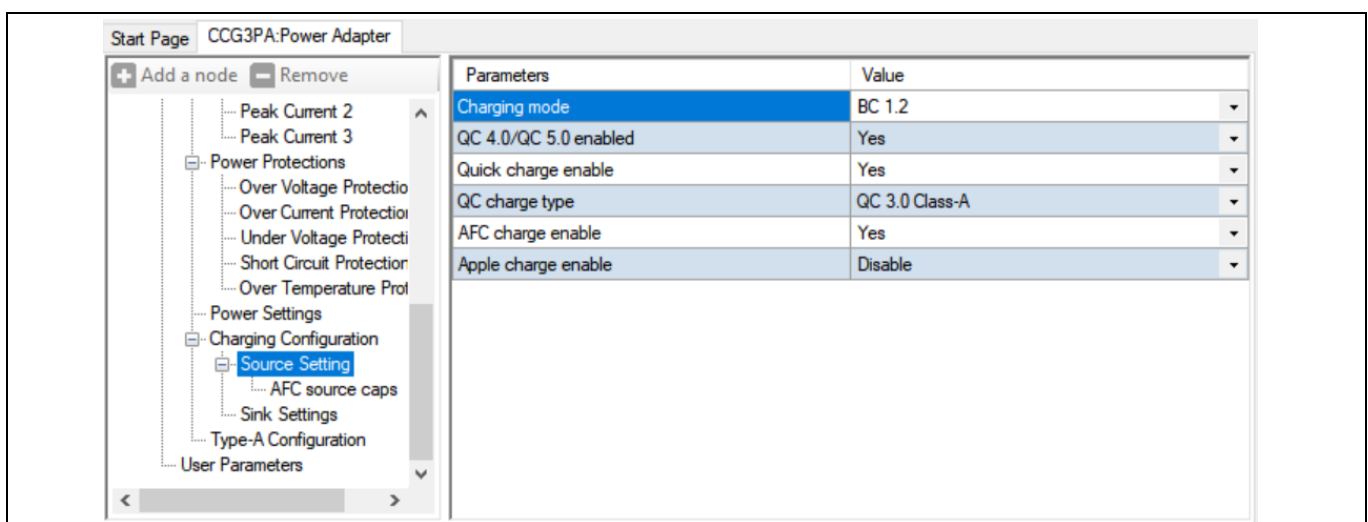 Start Page CCG3PA:Power Adapter
Add a node Remove
Peak Current 2
Peak Current 3
Power Protections
Over Voltage Protectio
Over Current Protection
Under Voltage Protecti
Short Circuit Protection
Over Temperature Prot
Power Settings
Charging Configuration
Source Setting
AFC source caps
Sink Settings
Type-A Configuration
User Parameters
Parameters Value
Charging mode BC 1.2
QC 4.0/QC 5.0 enabled Yes
Quick charge enable Yes
QC charge type QC 3.0 Class-A
AFC charge enable Yes
Apple charge enable Disable